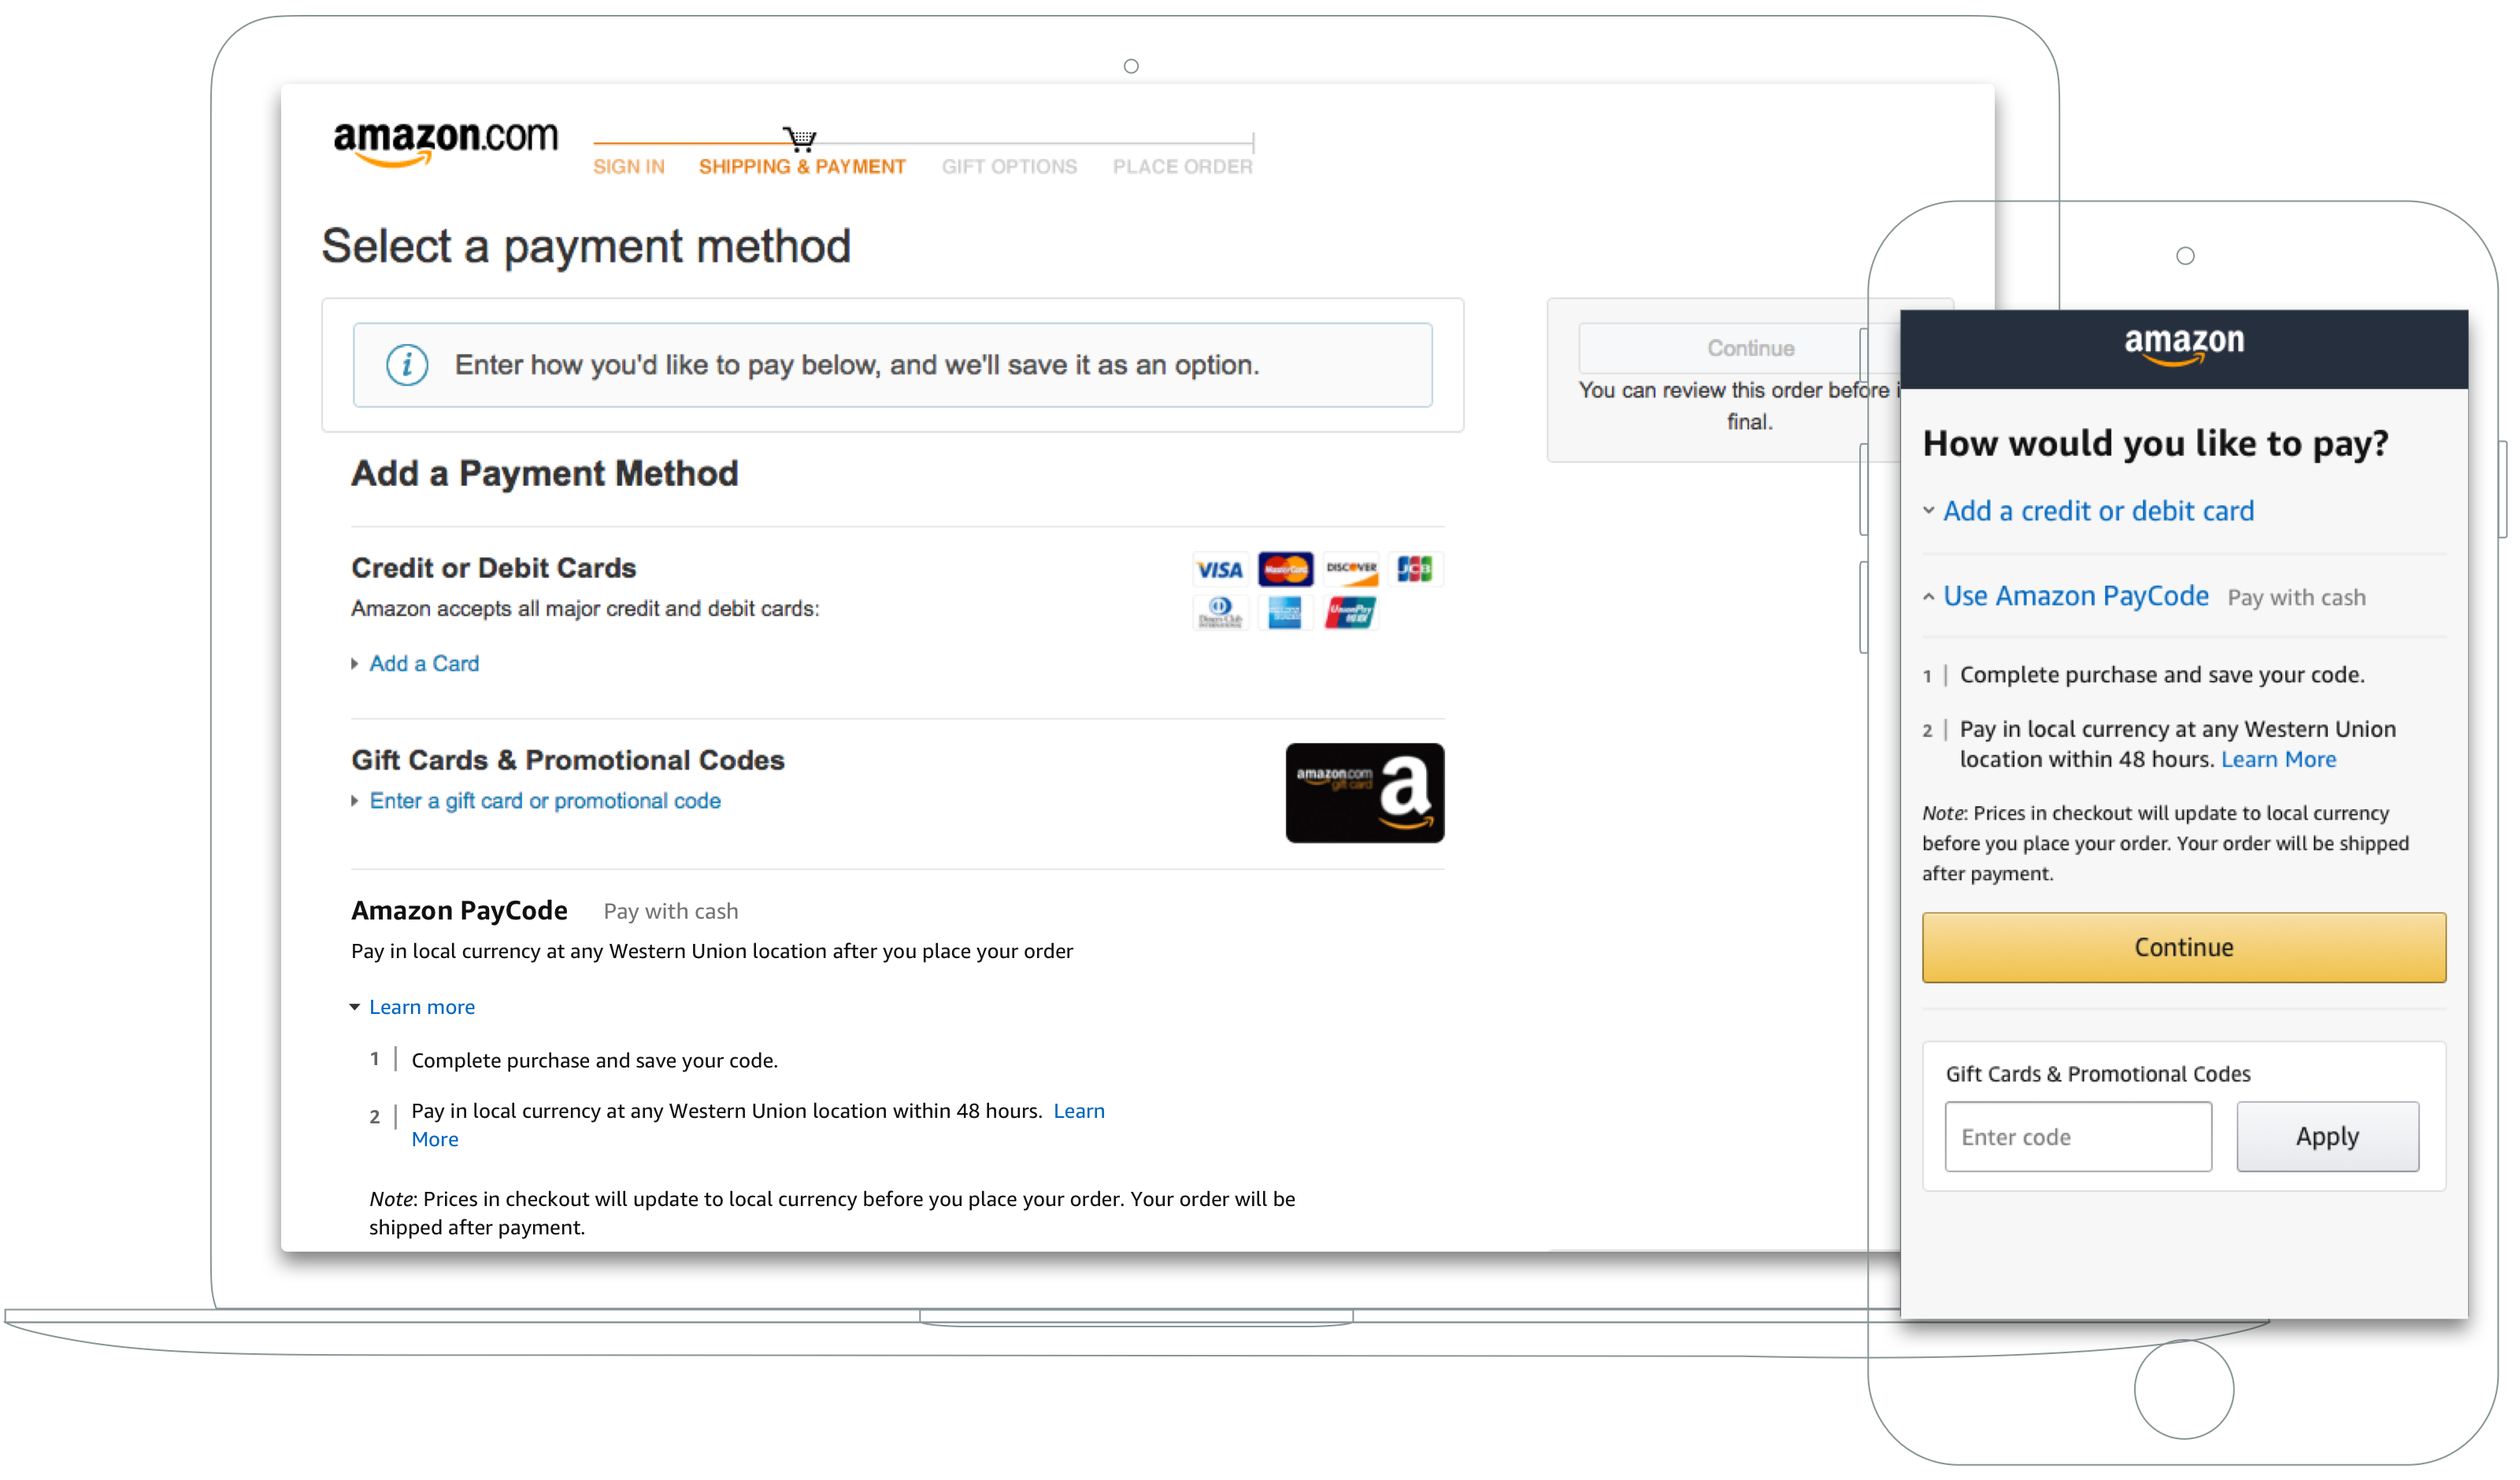 amazon.com
SIGN IN SHIPPING & PAYMENT GIFT OPTIONS PLACE ORDER
Select a payment method
Enter how you'd like to pay below, and we'll save it as an option.
Continue
You can review this order before i
final.
Add a Payment Method
Credit or Debit Cards
Amazon accepts all major credit and debit cards:
VISA MasterCard DISCOVER JCB
Diners Club INTERNATIONAL AMERICAN EXPRESS UnionPay
Add a Card
Gift Cards & Promotional Codes
Enter a gift card or promotional code
amazon.com a
gift card
Amazon PayCode Pay with cash
Pay in local currency at any Western Union location after you place your order
Learn more
1 Complete purchase and save your code.
2 Pay in local currency at any Western Union location within 48 hours. Learn
More
Note: Prices in checkout will update to local currency before you place your order. Your order will be
shipped after payment.
amazon
How would you like to pay?
Add a credit or debit card
Use Amazon PayCode Pay with cash
1 Complete purchase and save your code.
2 Pay in local currency at any Western Union
location within 48 hours. Learn More
Note: Prices in checkout will update to local currency
before you place your order. Your order will be shipped
after payment.
Continue
Gift Cards & Promotional Codes
Enter code Apply